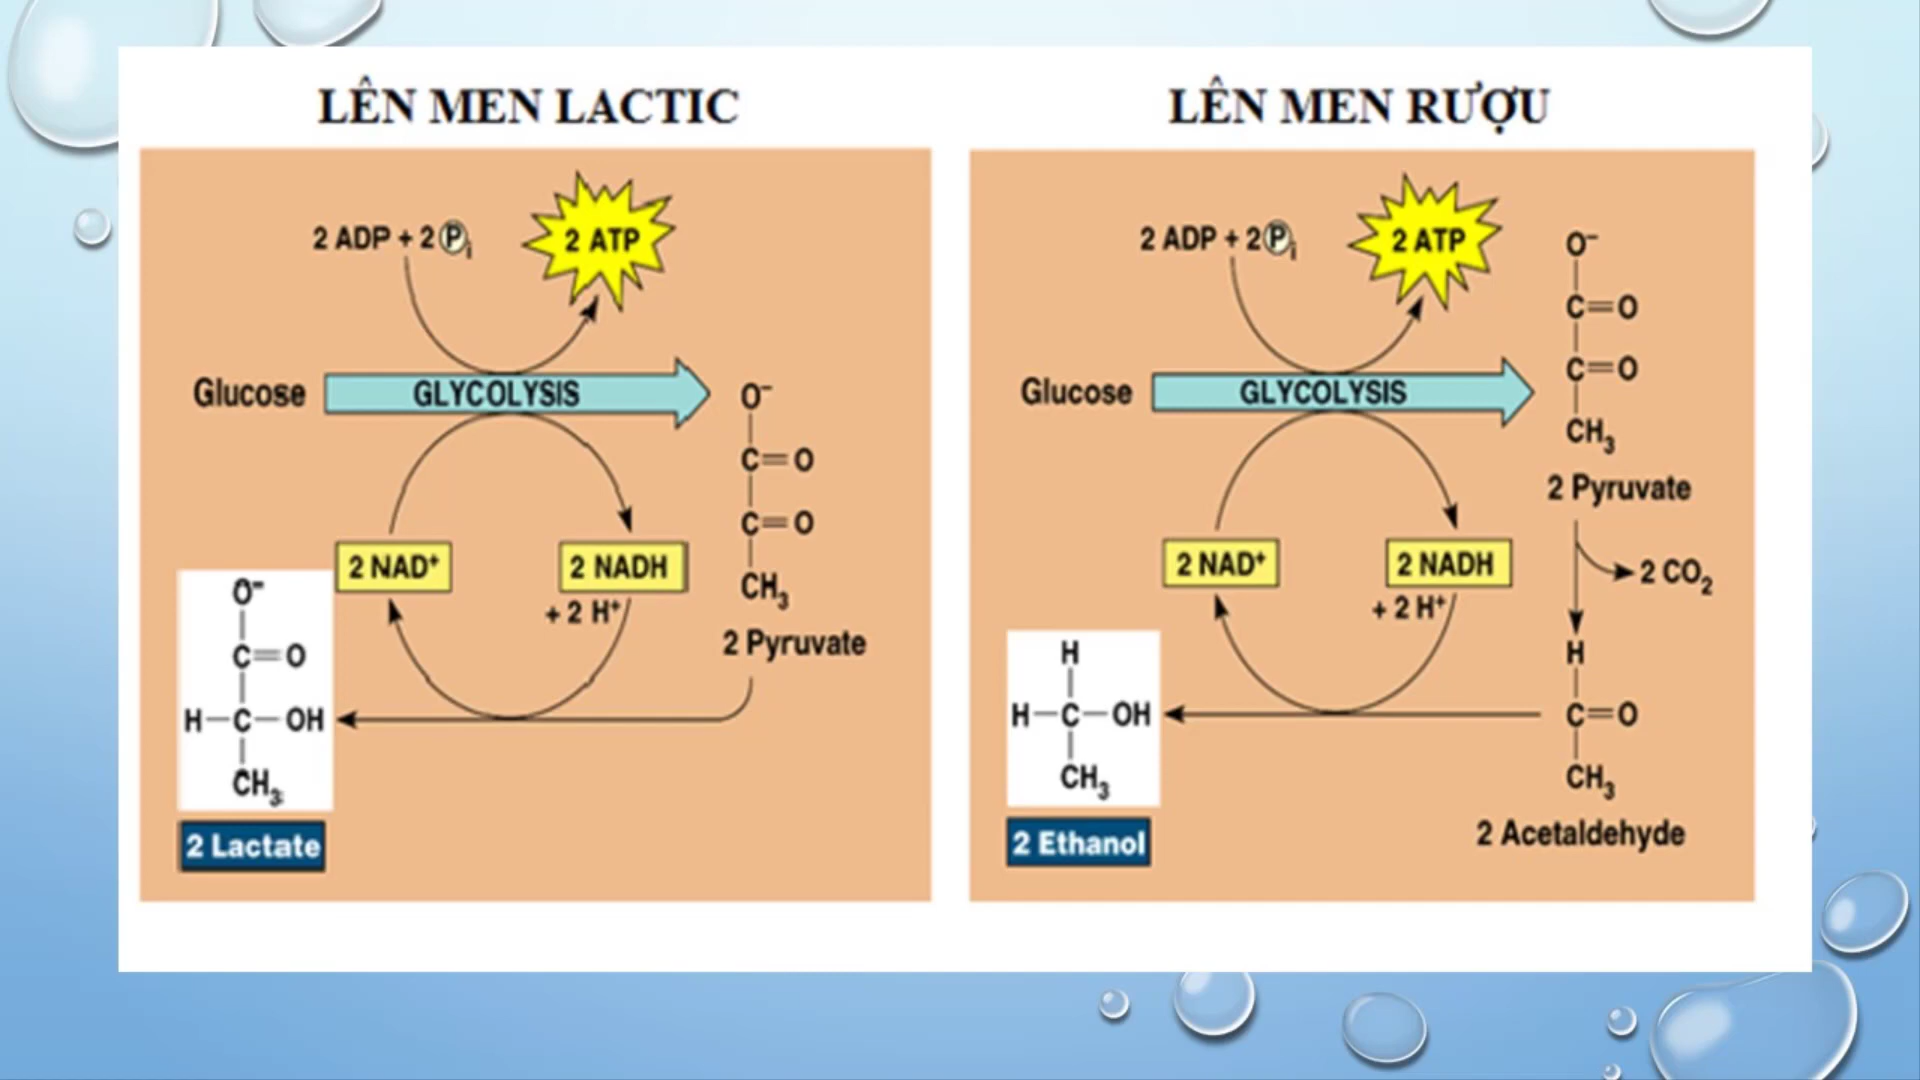 LÊN MEN LACTIC
2 ADP + 2 Pi
2 ATP
Glucose
GLYCOLYSIS
O⁻
C=O
C=O
CH₃
2 Pyruvate
2 NAD⁺
2 NADH
+ 2 H⁺
O⁻
C=O
H-C-OH
CH₃
2 Lactate
LÊN MEN RƯỢU
2 ADP + 2 Pi
2 ATP
Glucose
GLYCOLYSIS
O⁻
C=O
C=O
CH₃
2 Pyruvate
2 CO₂
2 NAD⁺
2 NADH
+ 2 H⁺
H
C=O
CH₃
2 Acetaldehyde
H
H-C-OH
CH₃
2 Ethanol